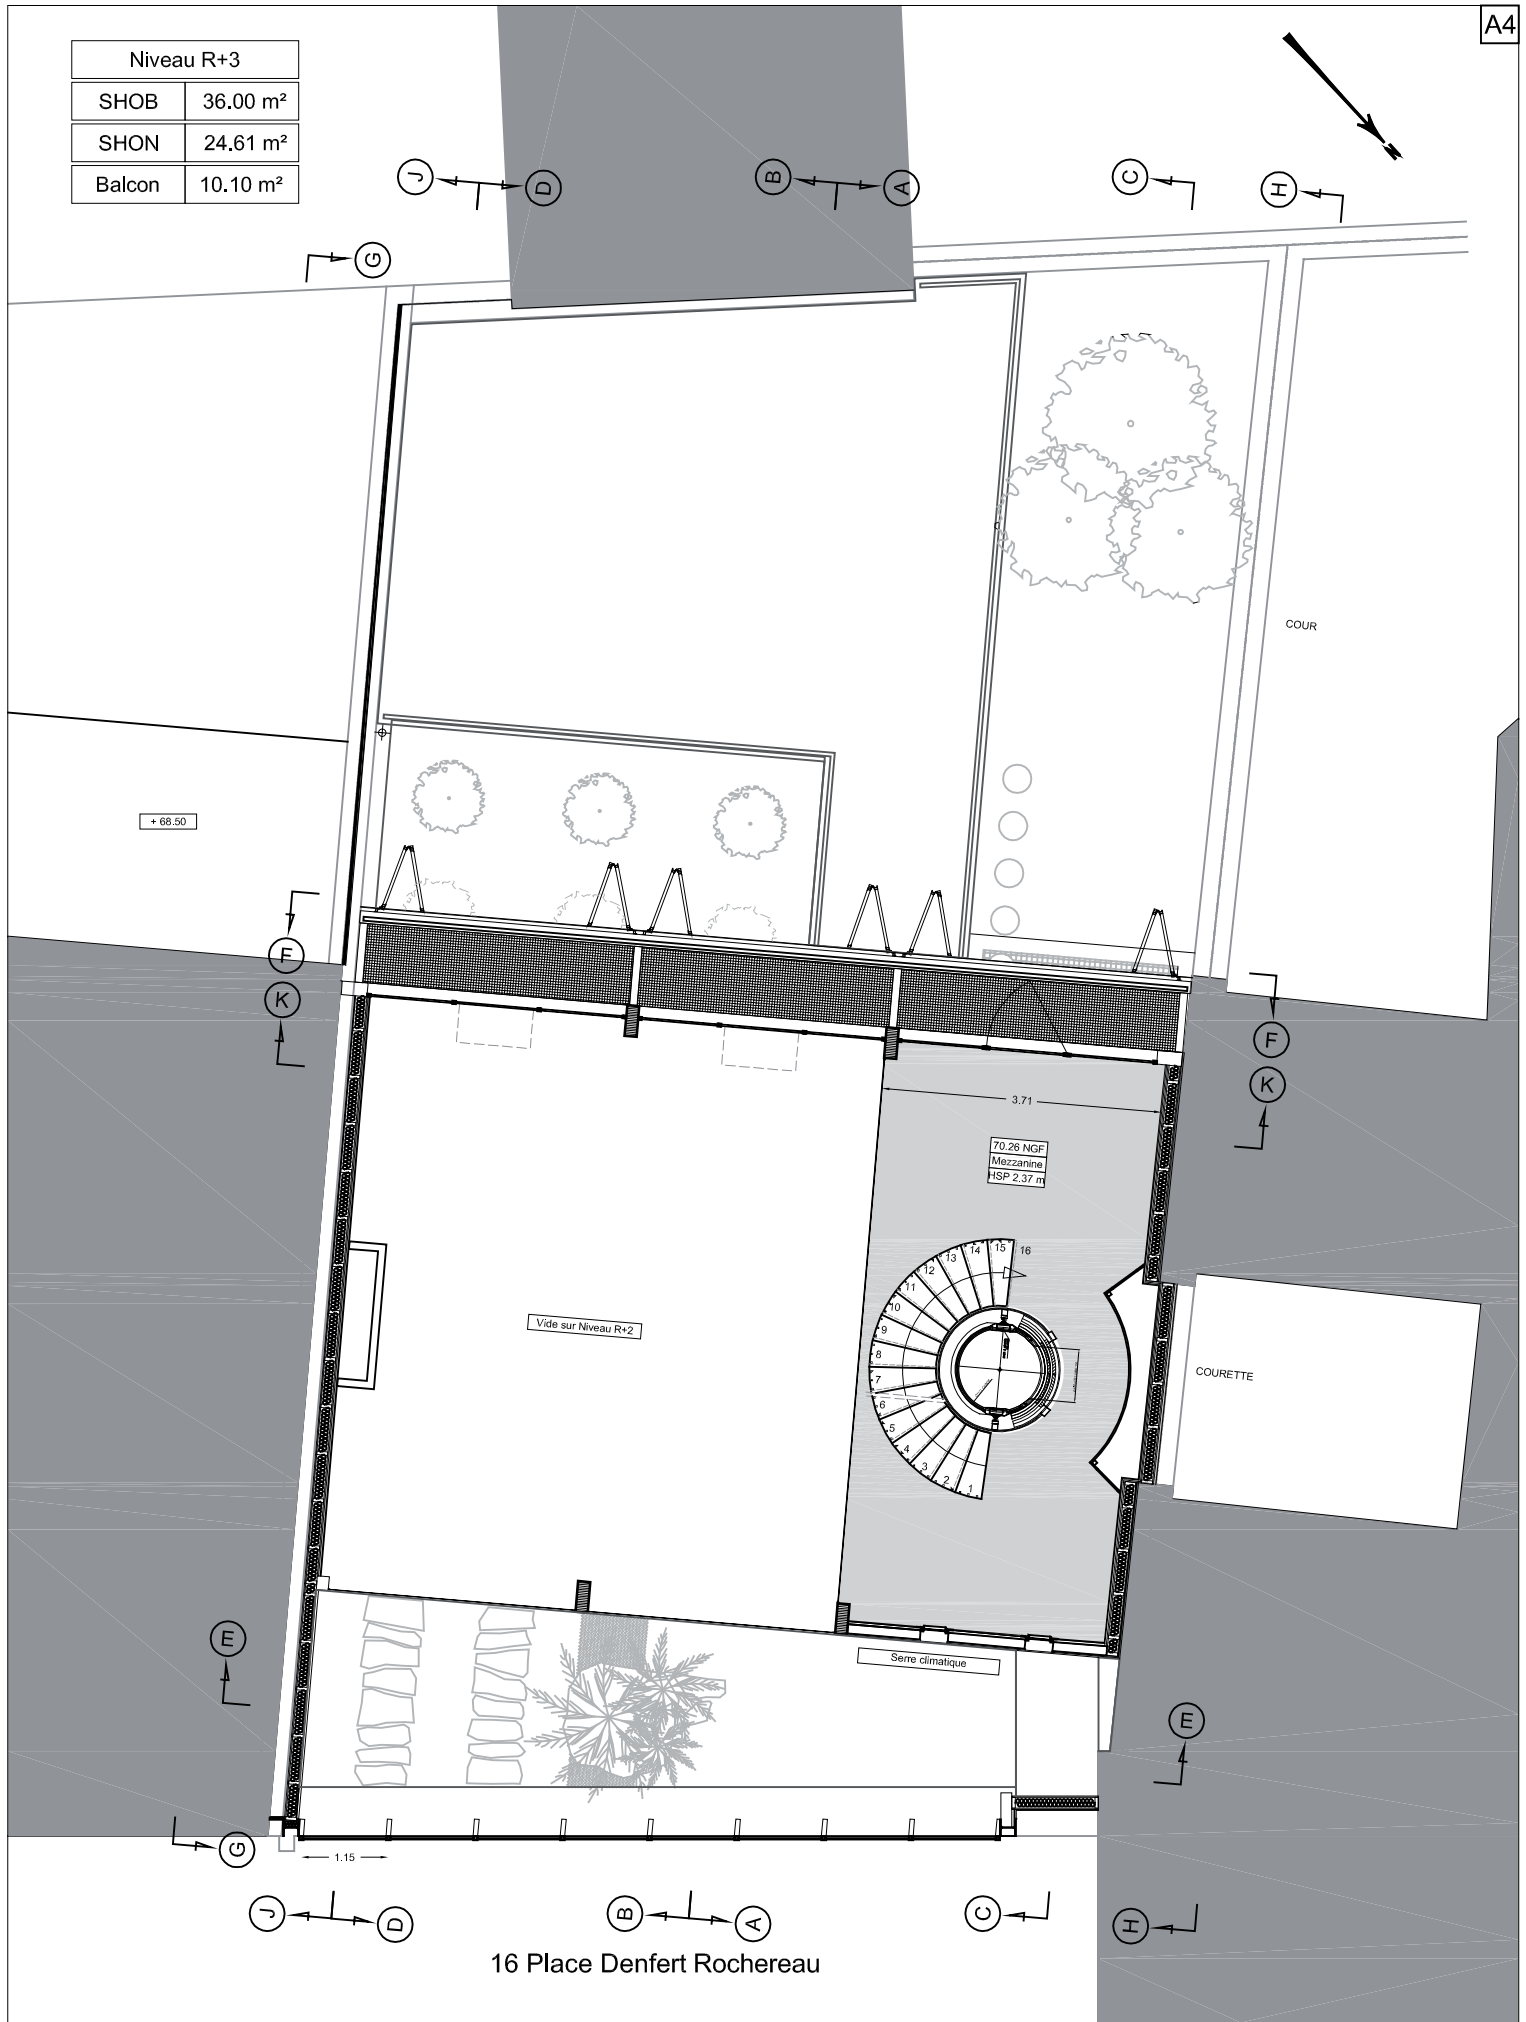 A4
Niveau R+3
SHOB 36.00 m²
SHON 24.61 m²
Balcon 10.10 m²
J D B A C H
G
N
COUR
+ 68.50
F
K
F
K
3.71
70.26 NGF
Mezzanine
HSP 2.37 m
16
15
14
13
12
11
10
9
8
7
6
5
4
3
2
1
Vide sur Niveau R+2
COURETTE
E
Serre climatique
E
G
1.15
J D B A C H
16 Place Denfert Rochereau